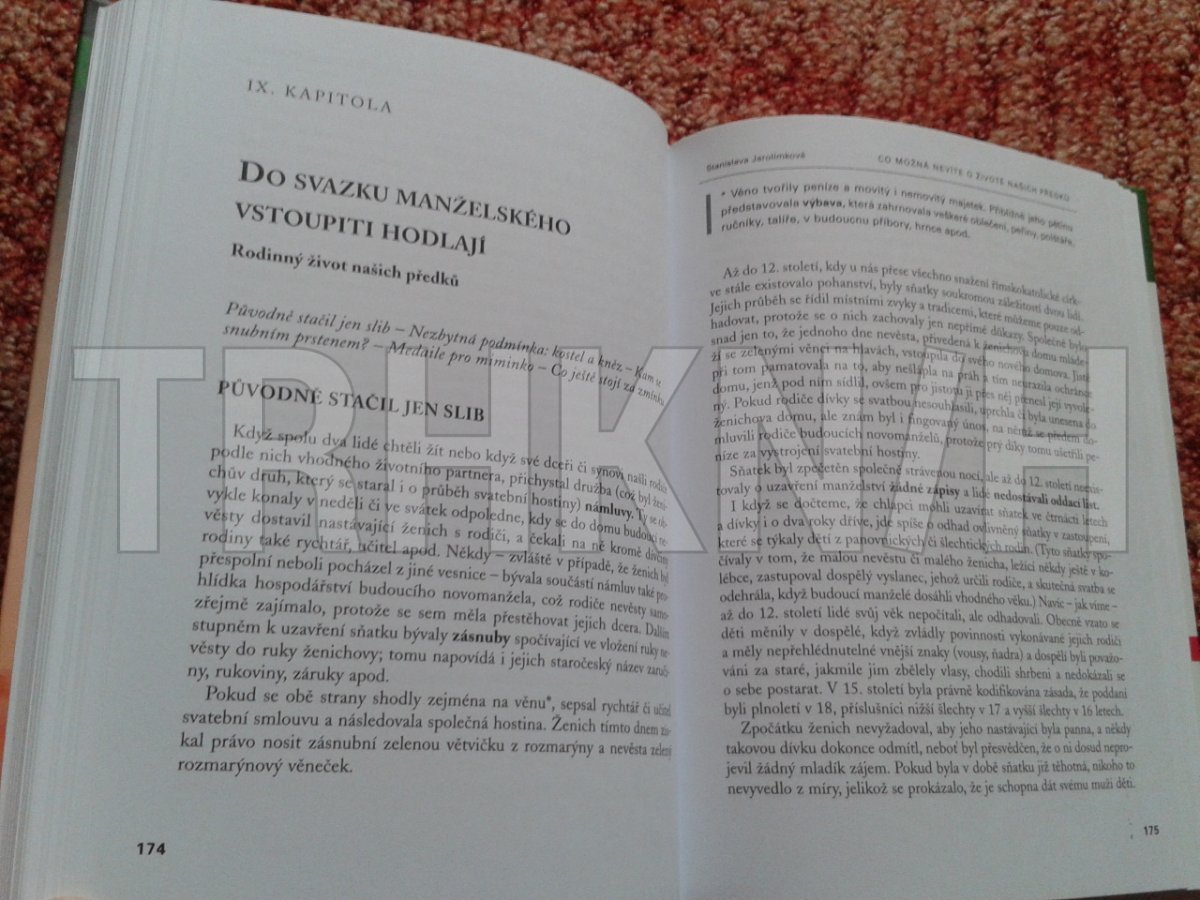 IX. KAPITOLA
DO SVAZKU MANŽELSKÉHO
VSTOUPITI HODLAJÍ
Rodinný život našich předků
Původně stačil jen slib – Nezbytná podmínka: kostel a kněz – Kam s
snubním prstenem? – Medaile pro miminko – Co ještě stojí za zmínku
PŮVODNĚ STAČIL JEN SLIB
Když spolu dva lidé chtěli žít nebo když své dceři či synovi našli rodiče
podle nich vhodného životního partnera, přichystal družba (což byl ženi-
chův druh, který se staral i o průběh svatební hostiny) námluvy. Ty se ob-
vykle konaly v neděli či ve svátek odpoledne, kdy se do domu budoucí ne-
věsty dostavil nastávající ženich s rodiči, a čekali na ně kromě dívčiny
rodiny také rychtář, učitel apod. Někdy – zvláště v případě, že ženich byl
přespolní neboli pocházel z jiné vesnice – bývala součástí námluv také pro-
hlídka hospodářství budoucího novomanžela, což rodiče nevěsty samo-
zřejmě zajímalo, protože se sem měla přestěhovat jejich dcera. Dalším
stupněm k uzavření sňatku bývaly zásnuby spočívající ve vložení ruky ne-
věsty do ruky ženichovy; tomu napovídá i jejich staročeský název zaruč-
ny, rukoviny, záruky apod.
Pokud se obě strany shodly zejména na věnu*, sepsal rychtář či učitel
svatební smlouvu a následovala společná hostina. Ženich tímto dnem zís-
kal právo nosit zásnubní zelenou větvičku z rozmarýny a nevěsta zelený
rozmarýnový věneček.
174
Stanislava Jarolímková CO MOŽNÁ NEVÍTE O ŽIVOTĚ NAŠICH PŘEDKŮ
* Věno tvořily peníze a movitý i nemovitý majetek. Přibližně jeho pětinu
představovala výbava, která zahrnovala veškeré oblečení, peřiny, polštáře,
ručníky, talíře, v budoucnu příbory, hrnce apod.
Až do 12. století, kdy u nás přese všechno snažení římskokatolické círk-
ve stále existovalo pohanství, byly sňatky soukromou záležitostí dvou lidí.
Jejich průběh se řídil místními zvyky a tradicemi, které můžeme pouze od-
hadovat, protože se o nich zachovaly jen nepřímé důkazy. Společné bylo
snad jen to, že jednoho dne nevěsta, přivedená k ženichovu domu mláde-
ží se zelenými věnci na hlavách, vstoupila do svého nového domova. Jistě
při tom pamatovala na to, aby nešlápla na práh a tím neurazila ochránce
domu, jenž pod ním sídlil, ovšem pro jistotu ji přes něj přenesl její vyvole-
ný. Pokud rodiče dívky se svatbou nesouhlasili, uprchla či byla unesena do
ženichova domu, ale znám byl i fingovaný únos, na němž se předem do-
mluvili rodiče budoucích novomanželů, protože prý díky tomu ušetřili pe-
níze za vystrojení svatební hostiny.
Sňatek byl zpečetěn společně strávenou nocí, ale až do 12. století neexis-
tovaly o uzavření manželství žádné zápisy a lidé nedostávali oddací list.
I když se dočteme, že chlapci mohli uzavírat sňatek ve čtrnácti letech
a dívky i o dva roky dříve, jde spíše o odhad ovlivněný sňatky v zastoupení,
které se týkaly dětí z panovnických či šlechtických rodin. (Tyto sňatky spo-
čívaly v tom, že malou nevěstu či malého ženicha, ležící někdy ještě v ko-
lébce, zastupoval dospělý vyslanec, jehož určili rodiče, a skutečná svatba se
odehrála, když budoucí manželé dosáhli vhodného věku.) Navíc – jak víme –
až do 12. století lidé svůj věk nepočítali, ale odhadovali. Obecně vzato se
děti měnily v dospělé, když zvládly povinnosti vykonávané jejich rodiči
a měly nepřehlédnutelné vnější znaky (vousy, ňadra) a dospělí byli považo-
váni za staré, jakmile jim zbělely vlasy, chodili shrbeni a nedokázali se
o sebe postarat. V 15. století byla právně kodifikována zásada, že poddaní
byli plnoletí v 18, příslušníci nižší šlechty v 17 a vyšší šlechty v 16 letech.
Zpočátku ženich nevyžadoval, aby jeho nastávající byla panna, a někdy
takovou dívku dokonce odmítl, neboť byl přesvědčen, že o ni dosud nepro-
jevil žádný mladík zájem. Pokud byla v době sňatku již těhotná, nikoho to
nevyvedlo z míry, jelikož se prokázalo, že je schopna dát svému muži děti.
175